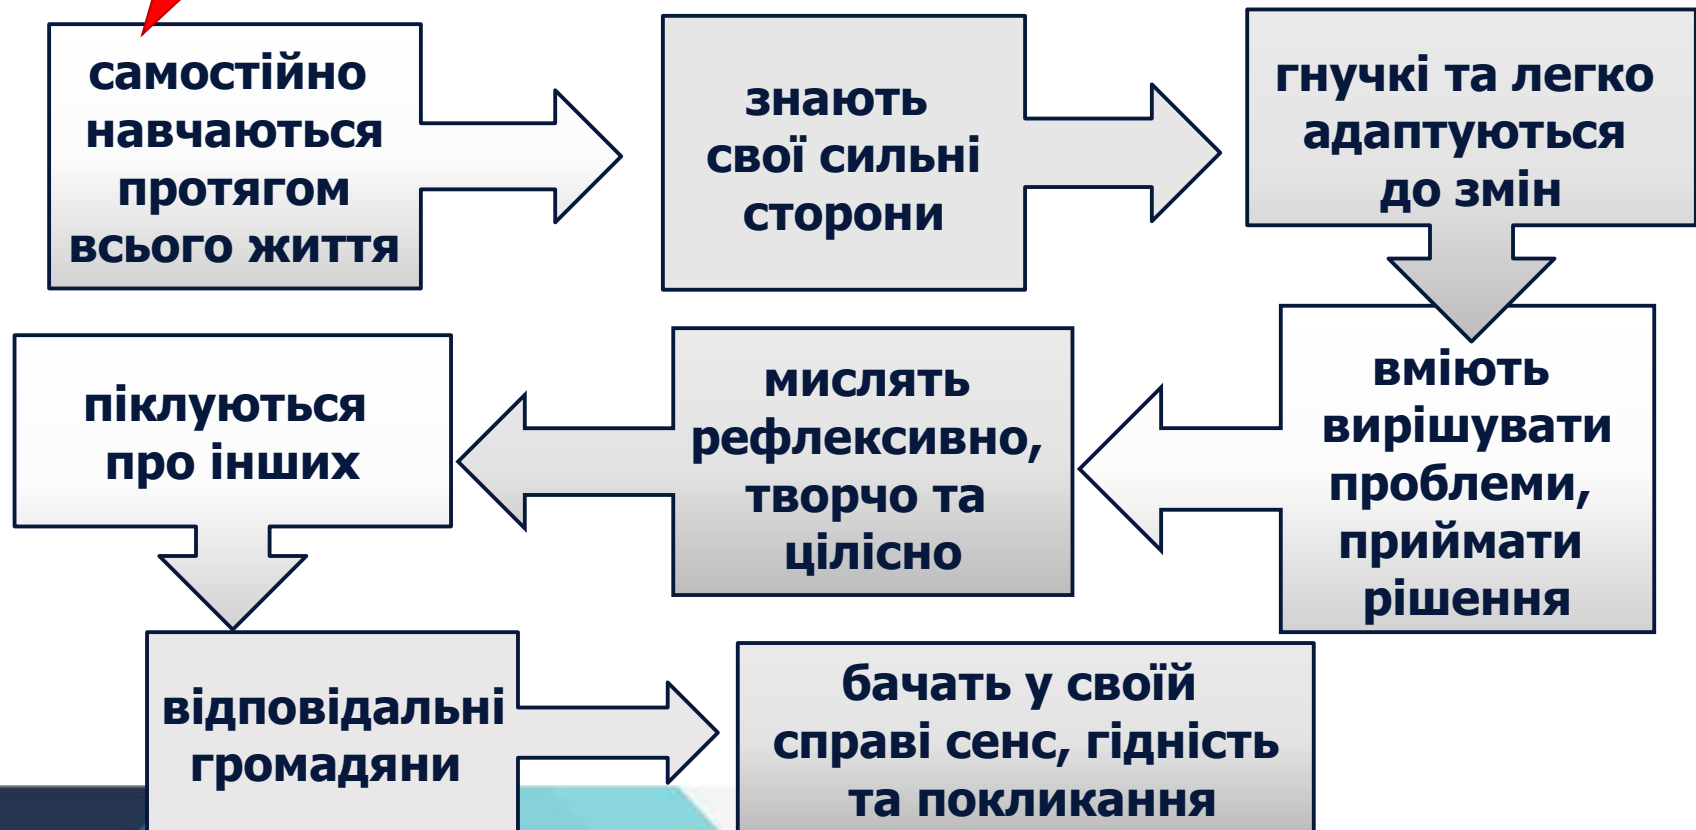 самостійно
навчаються
протягом
всього життя
знають
свої сильні
сторони
гнучкі та легко
адаптуються
до змін
вміють
вирішувати
проблеми,
приймати
рішення
мислять
рефлексивно,
творчо та
цілісно
піклуються
про інших
відповідальні
громадяни
бачать у своїй
справі сенс, гідність
та покликання